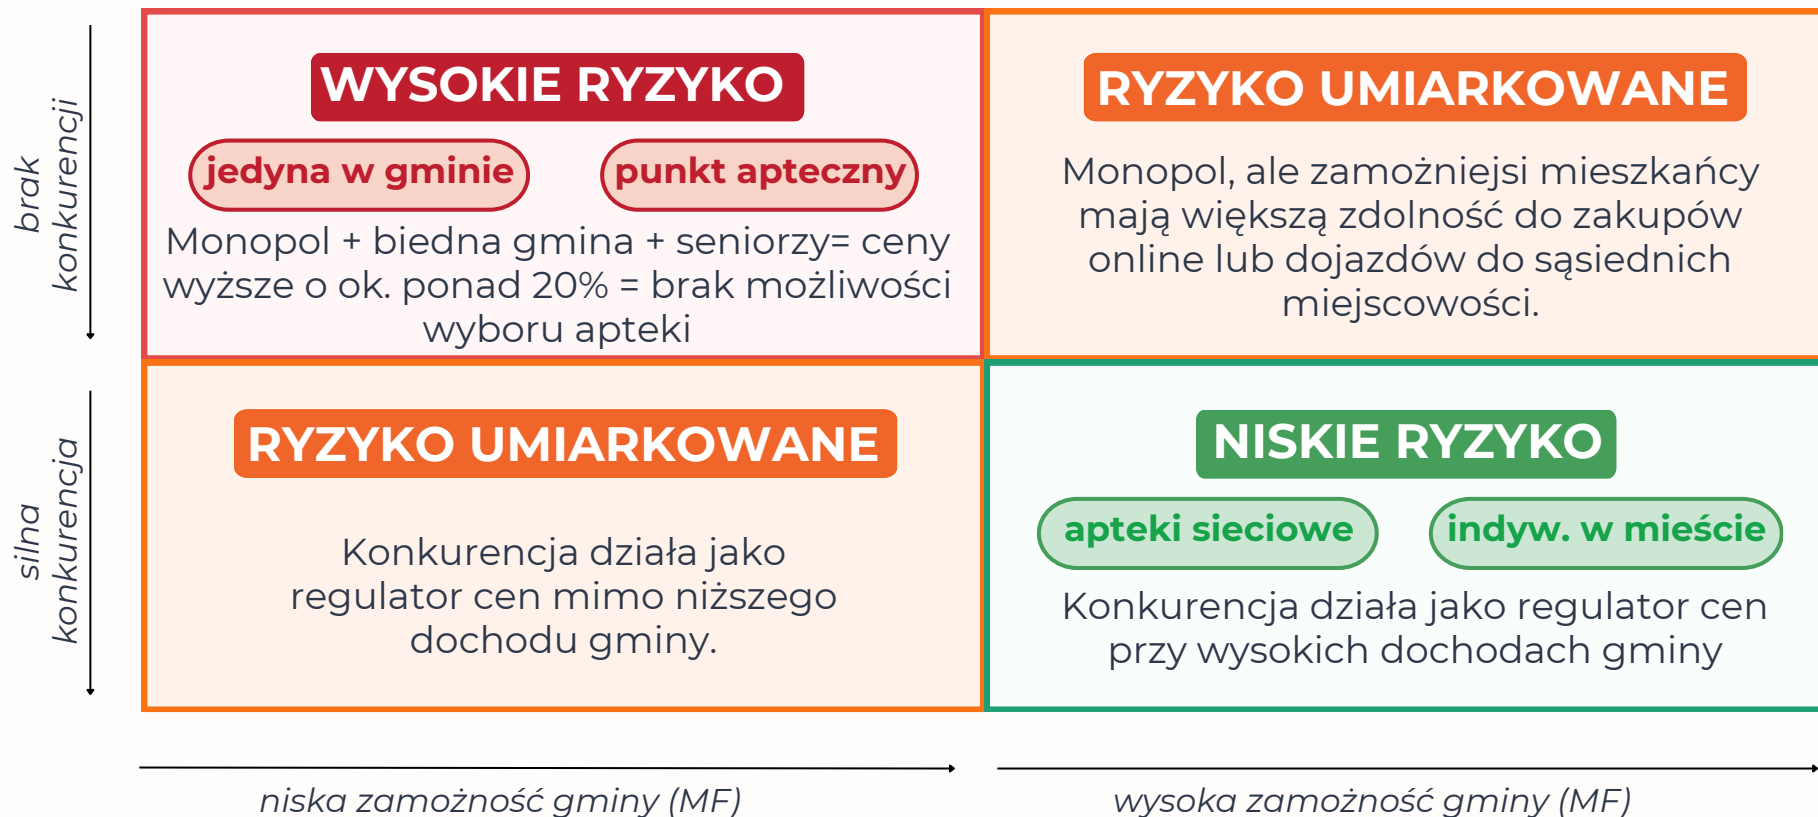 brak
konkurencji
WYSOKIE RYZYKO
jedyna w gminie
punkt apteczny
Monopol + biedna gmina + seniorzy= ceny
wyższe o ok. ponad 20% = brak możliwości
wyboru apteki
RYZYKO UMIARKOWANE
Monopol, ale zamożniejsi mieszkańcy
mają większą zdolność do zakupów
online lub dojazdów do sąsiednich
miejscowości.
silna
konkurencja
RYZYKO UMIARKOWANE
Konkurencja działa jako
regulator cen mimo niższego
dochodu gminy.
NISKIE RYZYKO
apteki sieciowe
indyw. w mieście
Konkurencja działa jako regulator cen
przy wysokich dochodach gminy
niska zamożność gminy (MF)
wysoka zamożność gminy (MF)